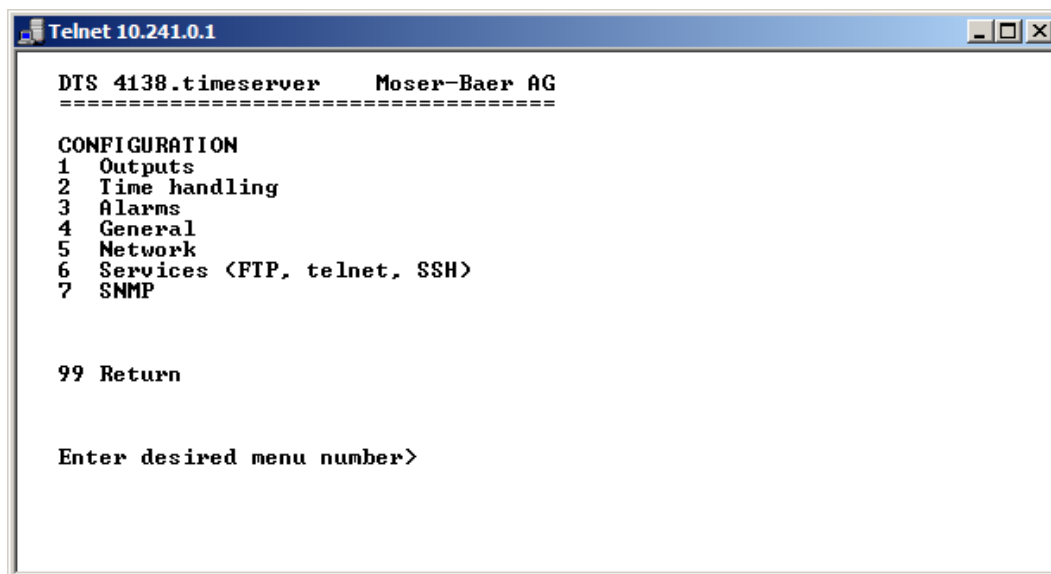 Telnet 10.241.0.1
DTS 4138.timeserver    Moser-Baer AG
====================================
CONFIGURATION
1  Outputs
2  Time handling
3  Alarms
4  General
5  Network
6  Services (FTP, telnet, SSH)
7  SNMP
99 Return
Enter desired menu number>